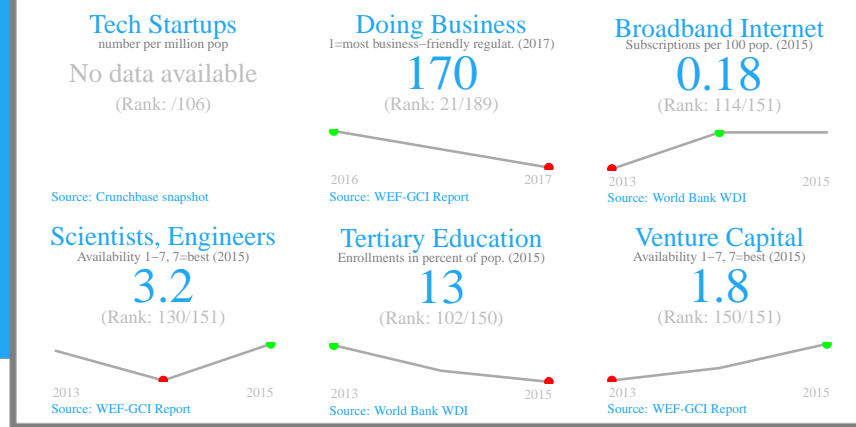 Tech Startups
number per million pop
No data available
(Rank: /106)
Source: Crunchbase snapshot
Doing Business
1=most business−friendly regulat. (2017)
170
(Rank: 21/189)
2016 2017
Source: WEF-GCI Report
Broadband Internet
Subscriptions per 100 pop. (2015)
0.18
(Rank: 114/151)
2013 2015
Source: World Bank WDI
Scientists, Engineers
Availability 1−7, 7=best (2015)
3.2
(Rank: 130/151)
2013 2015
Source: WEF-GCI Report
Tertiary Education
Enrollments in percent of pop. (2015)
13
(Rank: 102/150)
2013 2015
Source: World Bank WDI
Venture Capital
Availability 1−7, 7=best (2015)
1.8
(Rank: 150/151)
2013 2015
Source: WEF-GCI Report